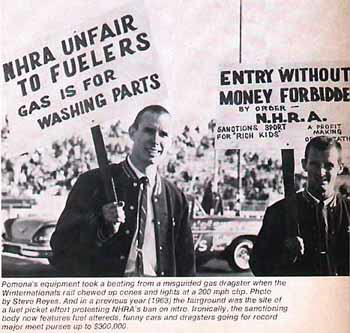 NHRA UNFAIR
TO FUELERS
GAS IS FOR
WASHING PARTS
ENTRY WITHOUT
MONEY FORBIDDE
BY ORDER
N.H.R.A.
SANCTIONS SPORT
FOR "RICH KIDS"
A PROFIT
MAKING
Pomona's equipment took a beating from a misguided gas dragster when the
Winternationals rail chewed up cones and lights at a 200 mph clip. Photo
by Steve Reyes. And in a previous year (1963) the fairground was the site of
a fuel picket effort protesting NHRA's ban on nitro. Ironically, the sanctioning
body now features fuel altereds, funny cars and dragsters going for record
major meet purses up to $300,000.